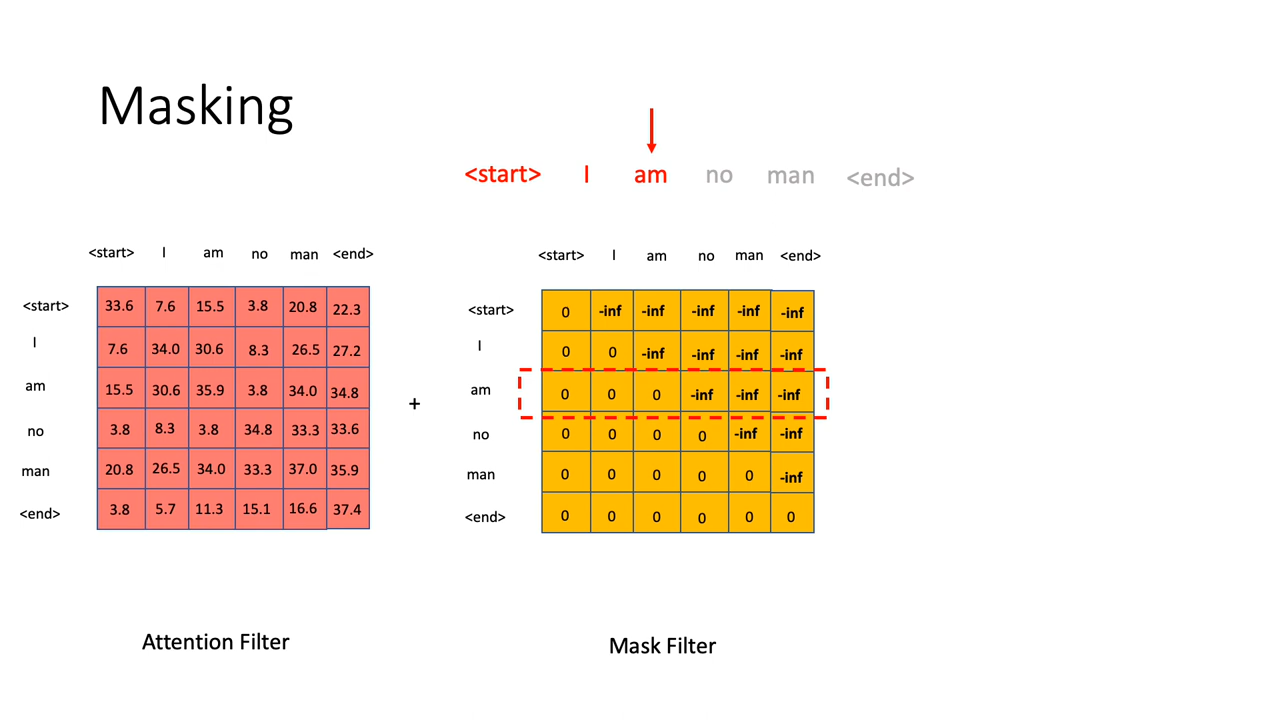 Masking
<start> I am no man <end>
<start> I am no man <end>
<start> 33.6 7.6 15.5 3.8 20.8 22.3
I 7.6 34.0 30.6 8.3 26.5 27.2
am 15.5 30.6 35.9 3.8 34.0 34.8
no 3.8 8.3 3.8 34.8 33.3 33.6
man 20.8 26.5 34.0 33.3 37.0 35.9
<end> 3.8 5.7 11.3 15.1 16.6 37.4
Attention Filter
+
<start> I am no man <end>
<start> 0 -inf -inf -inf -inf -inf
I 0 0 -inf -inf -inf -inf
am 0 0 0 -inf -inf -inf
no 0 0 0 0 -inf -inf
man 0 0 0 0 0 -inf
<end> 0 0 0 0 0 0
Mask Filter